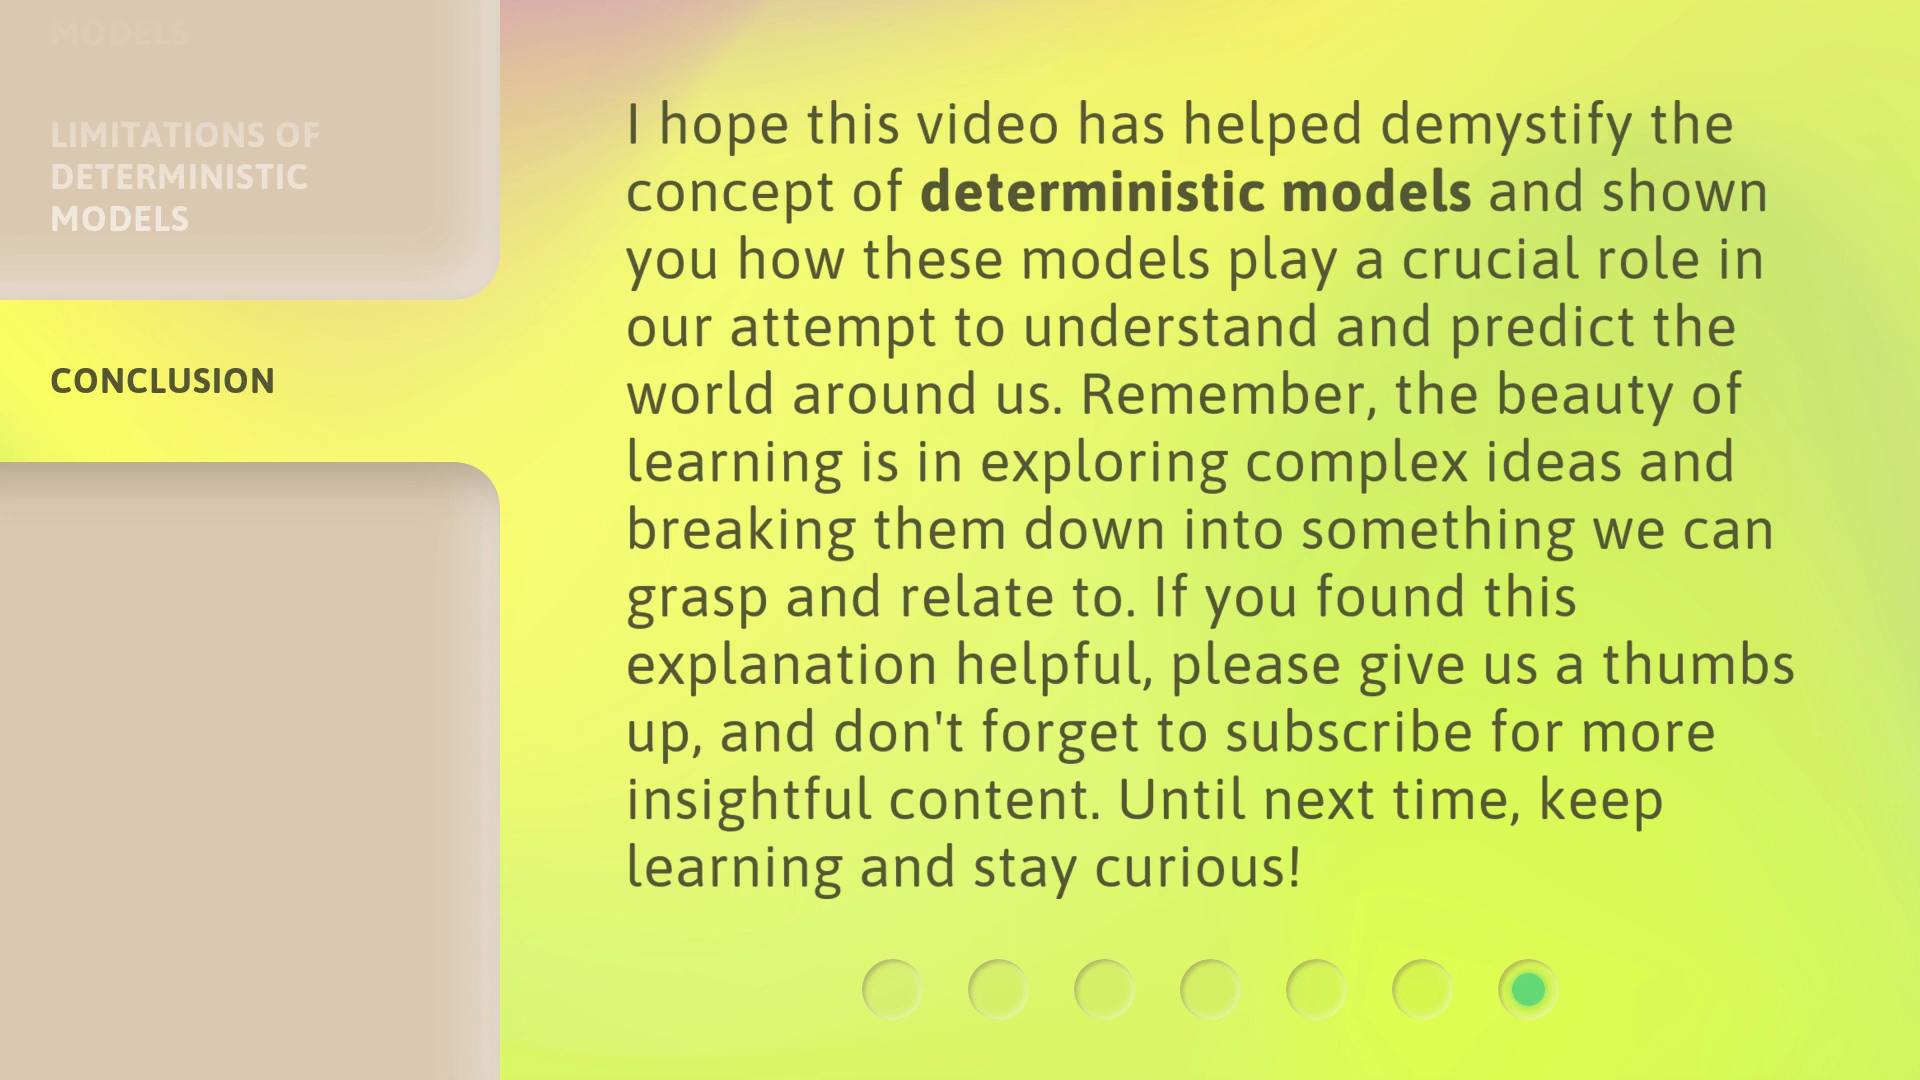 MODELS
LIMITATIONS OF
DETERMINISTIC
MODELS
CONCLUSION
I hope this video has helped demystify the
concept of deterministic models and shown
you how these models play a crucial role in
our attempt to understand and predict the
world around us. Remember, the beauty of
learning is in exploring complex ideas and
breaking them down into something we can
grasp and relate to. If you found this
explanation helpful, please give us a thumbs
up, and don't forget to subscribe for more
insightful content. Until next time, keep
learning and stay curious!